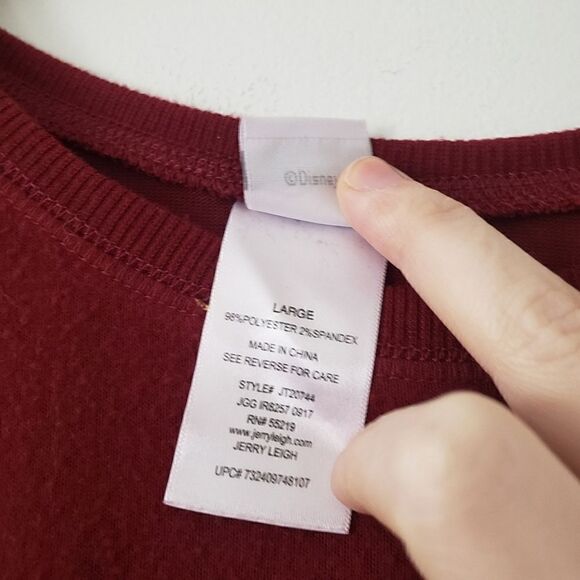 ©Disney
LARGE
98%POLYESTER 2%SPANDEX
MADE IN CHINA
SEE REVERSE FOR CARE
STYLE# JT20744
JGG IR8257 0917
RN# 55219
www.jerryleigh.com
JERRY LEIGH
UPC# 732409748107